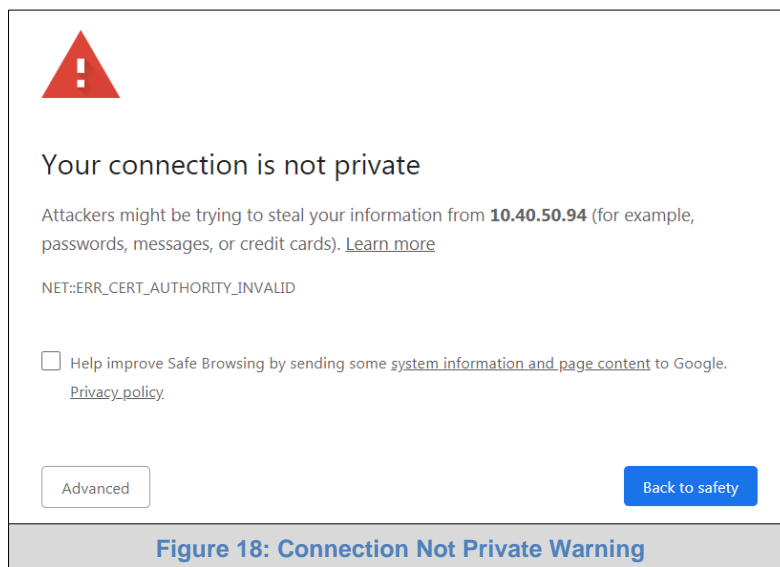 Your connection is not private
Attackers might be trying to steal your information from 10.40.50.94 (for example,
passwords, messages, or credit cards). Learn more
NET::ERR_CERT_AUTHORITY_INVALID
Help improve Safe Browsing by sending some system information and page content to Google.
Privacy policy
Advanced
Back to safety
Figure 18: Connection Not Private Warning